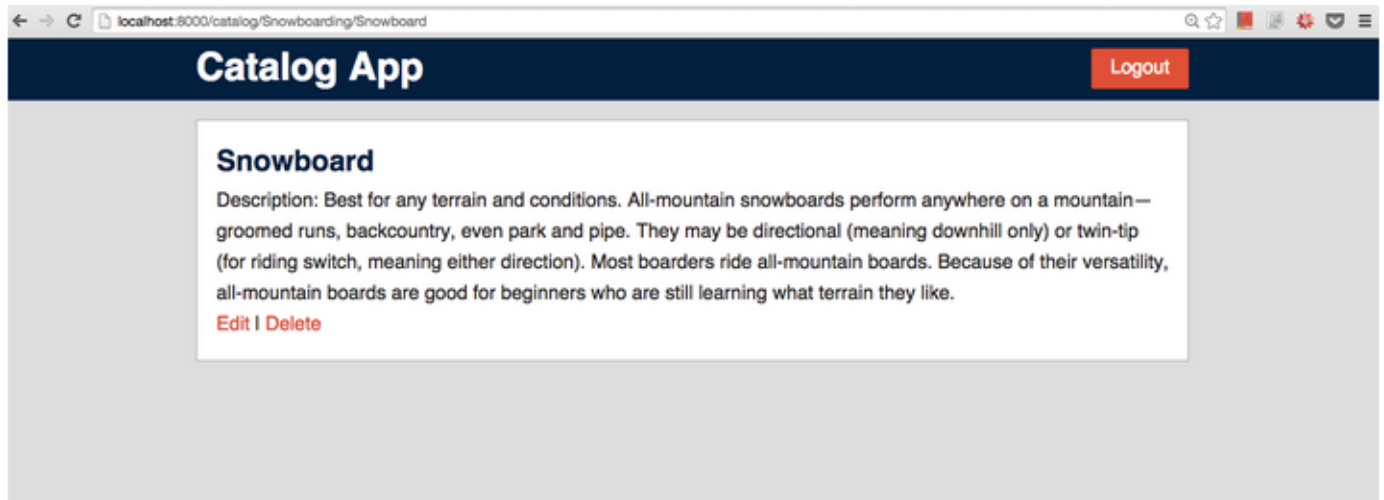 localhost:8000/catalog/Snowboarding/Snowboard
Catalog App
Logout
Snowboard
Description: Best for any terrain and conditions. All-mountain snowboards perform anywhere on a mountain—
groomed runs, backcountry, even park and pipe. They may be directional (meaning downhill only) or twin-tip
(for riding switch, meaning either direction). Most boarders ride all-mountain boards. Because of their versatility,
all-mountain boards are good for beginners who are still learning what terrain they like.
Edit | Delete